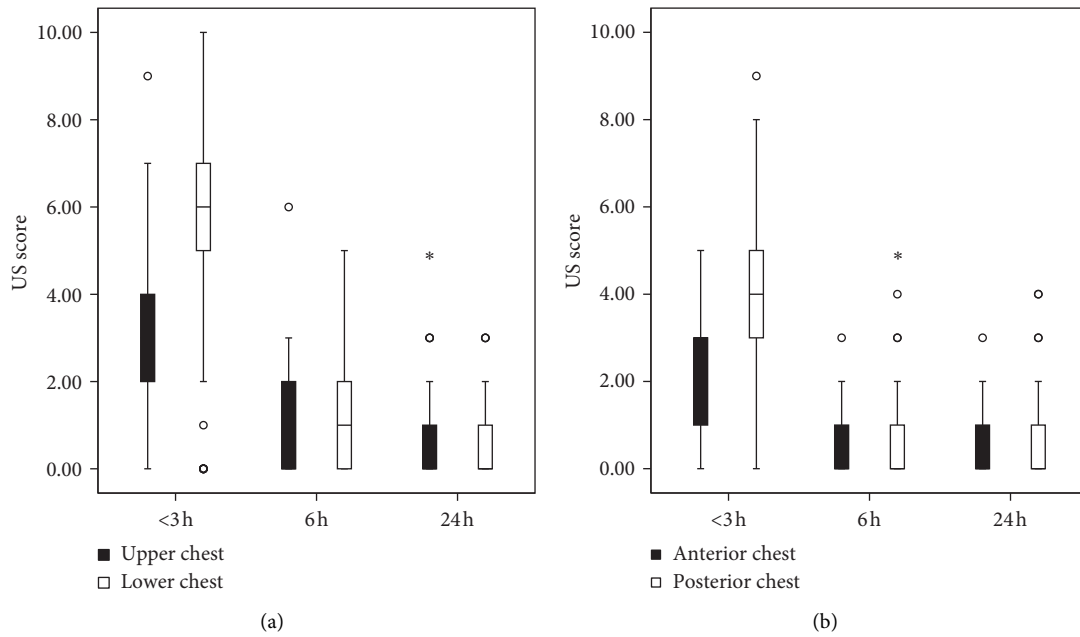 10.00
8.00
6.00
4.00
2.00
0.00
US score
*
<3h
6h
24h
Upper chest
Lower chest
(a)
10.00
8.00
6.00
4.00
2.00
0.00
US score
*
<3h
6h
24h
Anterior chest
Posterior chest
(b)